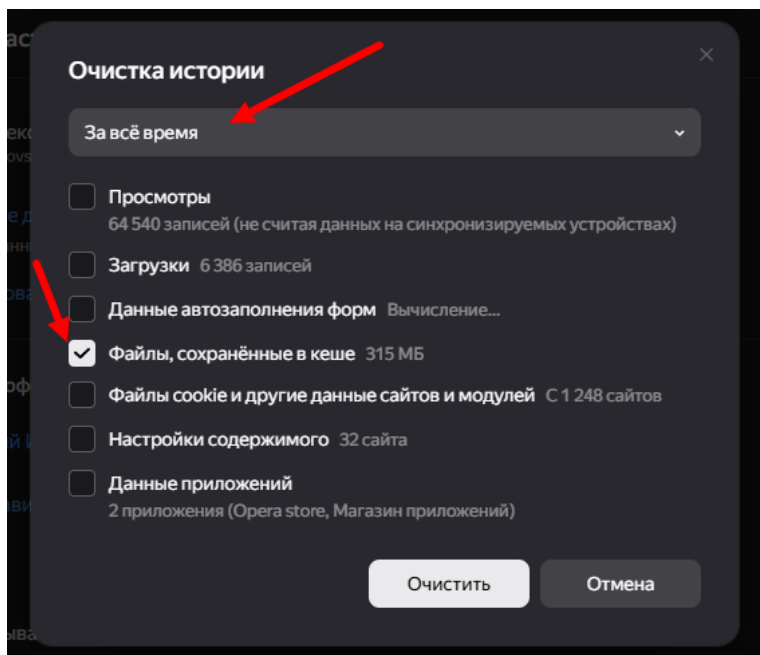 Очистка истории
За всё время
Просмотры
64 540 записей (не считая данных на синхронизируемых устройствах)
Загрузки 6 386 записей
Данные автозаполнения форм Вычисление...
Файлы, сохранённые в кеше 315 МБ
Файлы cookie и другие данные сайтов и модулей С 1 248 сайтов
Настройки содержимого 32 сайта
Данные приложений
2 приложения (Opera store, Магазин приложений)
Очистить Отмена